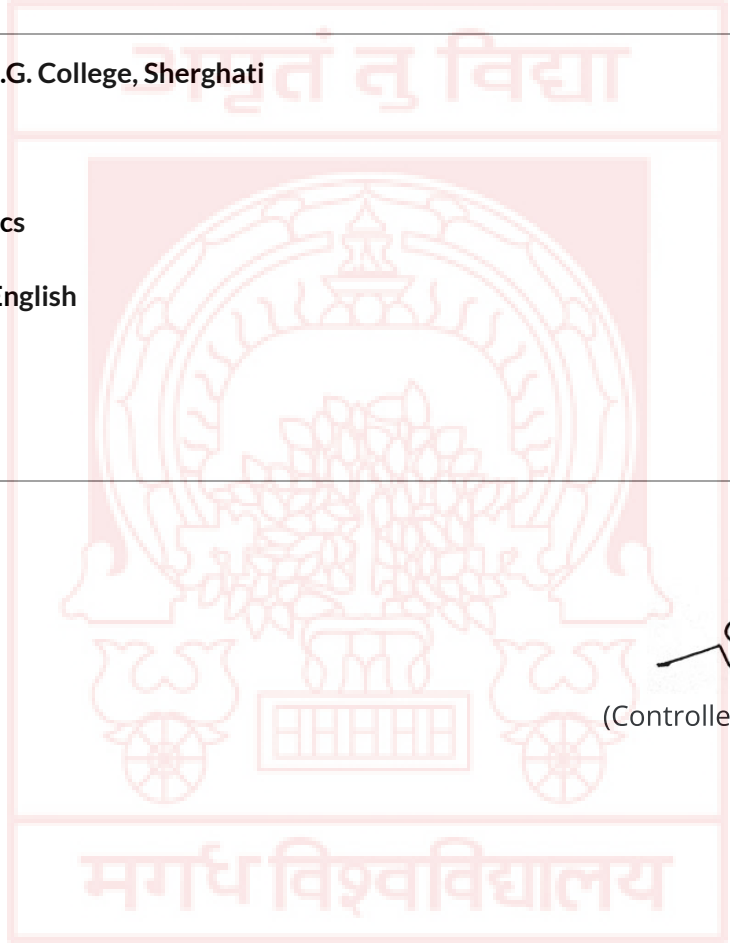 अमृतं तु विद्या
.G. College, Sherghati
cs
English
(Controlle
मगध विश्वविद्यालय